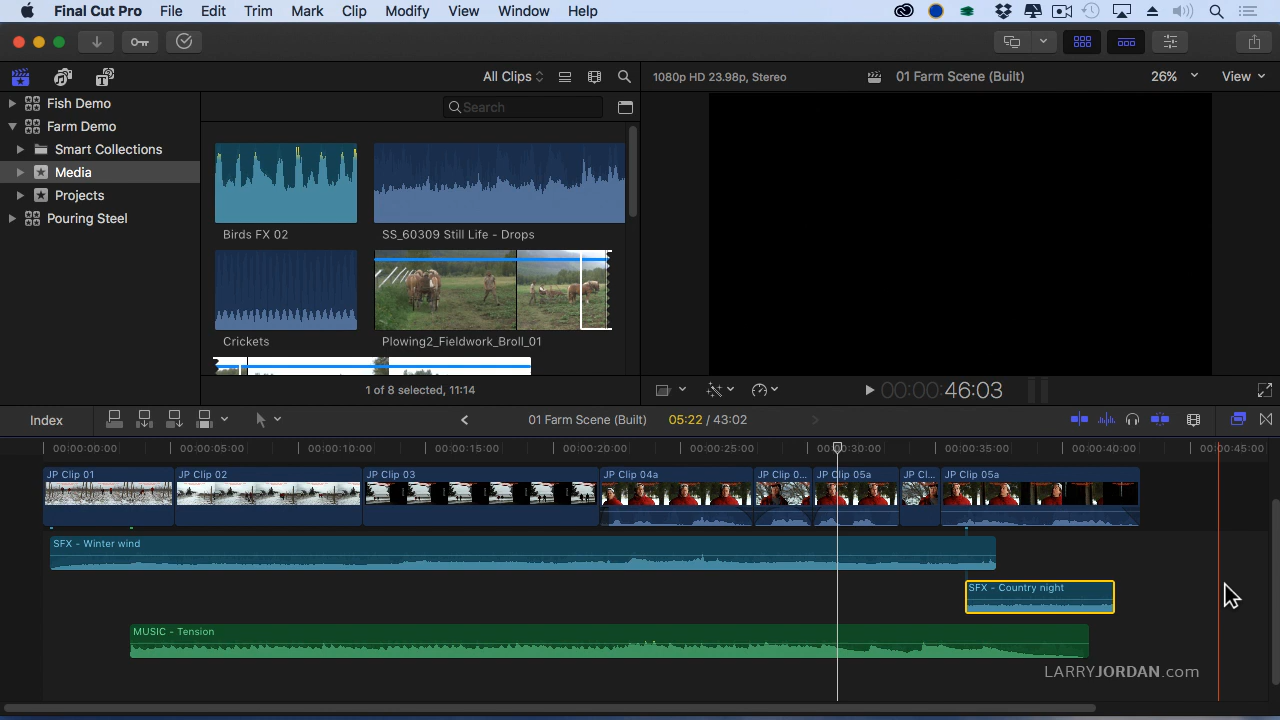 Final Cut Pro File Edit Trim Mark Clip Modify View Window Help
All Clips 1080p HD 23.98p, Stereo 01 Farm Scene (Built) 26% View
Fish Demo
Search
Farm Demo
Smart Collections
Media
Projects
Pouring Steel
Birds FX 02 SS_60309 Still Life - Drops
Crickets Plowing2_Fieldwork_Broll_01
1 of 8 selected, 11:14 00:00:46:03
Index 01 Farm Scene (Built) 05:22 / 43:02
00:00:00:00 00:00:05:00 00:00:10:00 00:00:15:00 00:00:20:00 00:00:25:00 00:00:30:00 00:00:35:00 00:00:40:00 00:00:45:00
JP Clip 01 JP Clip 02 JP Clip 03 JP Clip 04a JP Clip 0... JP Clip 05a JP Cl... JP Clip 05a
SFX - Winter wind
SFX - Country night
MUSIC - Tension
LARRYJORDAN.com